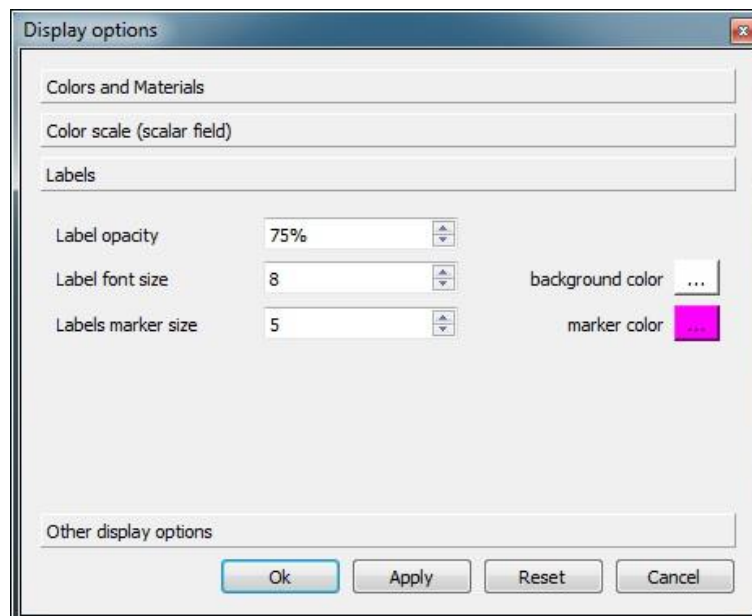 Display options
Colors and Materials
Color scale (scalar field)
Labels
Label opacity 75%
Label font size 8 background color ...
Labels marker size 5 marker color ...
Other display options
Ok Apply Reset Cancel